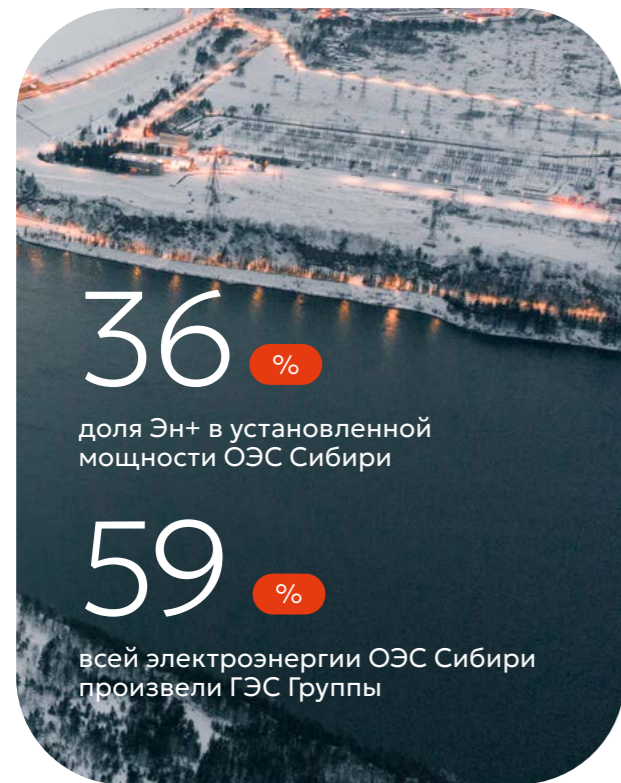 36 %
доля Эн+ в установленной
мощности ОЭС Сибири
59 %
всей электроэнергии ОЭС Сибири
произвели ГЭС Группы